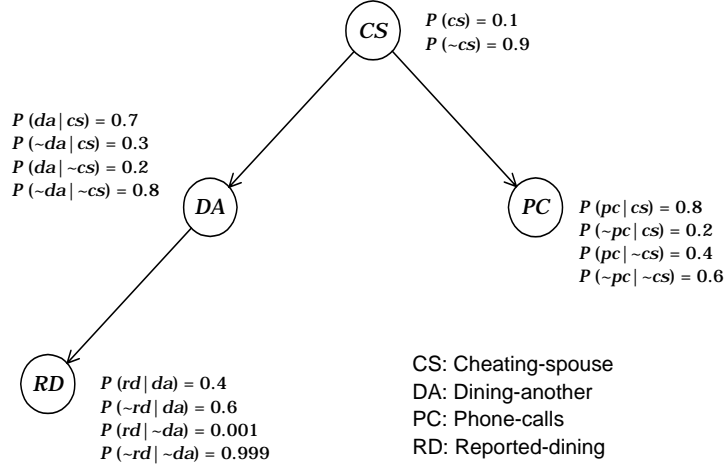 CS
P (cs) = 0.1
P (~cs) = 0.9
P (da | cs) = 0.7
P (~da | cs) = 0.3
P (da | ~cs) = 0.2
P (~da | ~cs) = 0.8
DA
PC
P (pc | cs) = 0.8
P (~pc | cs) = 0.2
P (pc | ~cs) = 0.4
P (~pc | ~cs) = 0.6
RD
P (rd | da) = 0.4
P (~rd | da) = 0.6
P (rd | ~da) = 0.001
P (~rd | ~da) = 0.999
CS: Cheating-spouse
DA: Dining-another
PC: Phone-calls
RD: Reported-dining